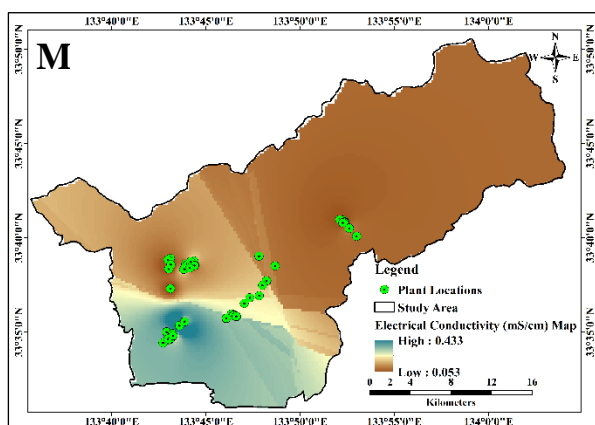 133°40'0"E 133°45'0"E 133°50'0"E 133°55'0"E 134°0'0"E
M
N
W E
S
33°50'0"N 33°50'0"N
33°45'0"N 33°45'0"N
33°40'0"N 33°40'0"N
33°35'0"N 33°35'0"N
Legend
Plant Locations
Study Area
Electrical Conductivity (mS/cm) Map
High : 0.433
Low : 0.053
0 2 4 8 12 16
Kilometers
133°40'0"E 133°45'0"E 133°50'0"E 133°55'0"E 134°0'0"E